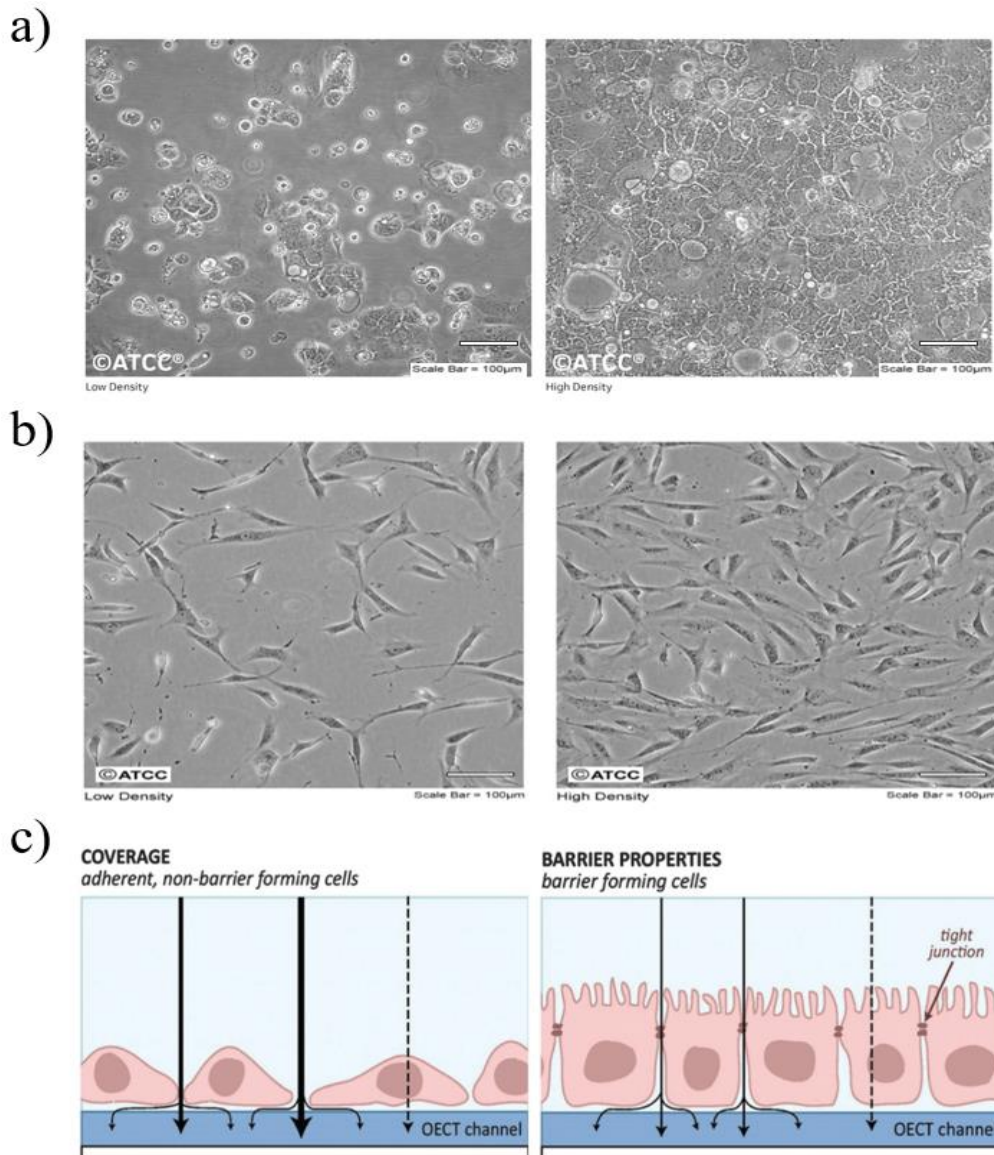 a)
©ATCC®
Scale Bar = 100µm
Low Density
Scale Bar = 100µm
High Density
b)
©ATCC
Low Density
Scale Bar = 100µm
©ATCC
High Density
Scale Bar = 100µm
c)
COVERAGE
adherent, non-barrier forming cells
OECT channel
BARRIER PROPERTIES
barrier forming cells
tight
junction
OECT channel